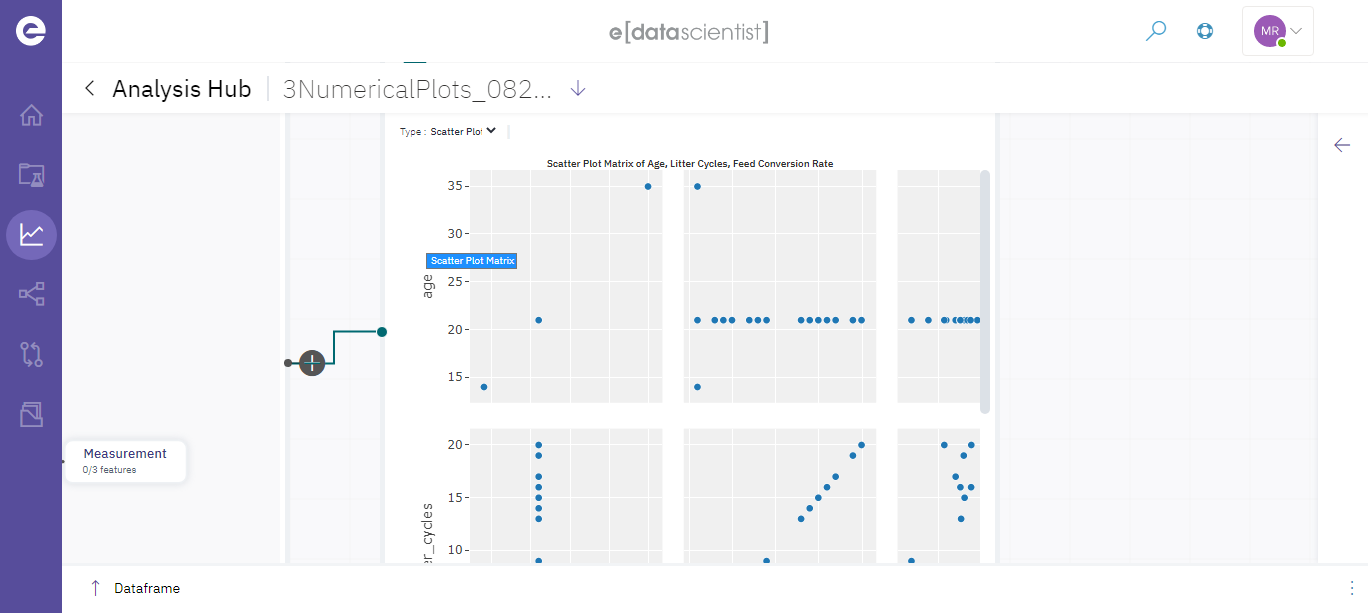 e[datascientist]
MR
Analysis Hub
3NumericalPlots_082...
Type : Scatter Plot
Scatter Plot Matrix of Age, Litter Cycles, Feed Conversion Rate
35
30
Scatter Plot Matrix
25
age
20
15
Measurement
0/3 features
20
15
er_cycles
10
Dataframe